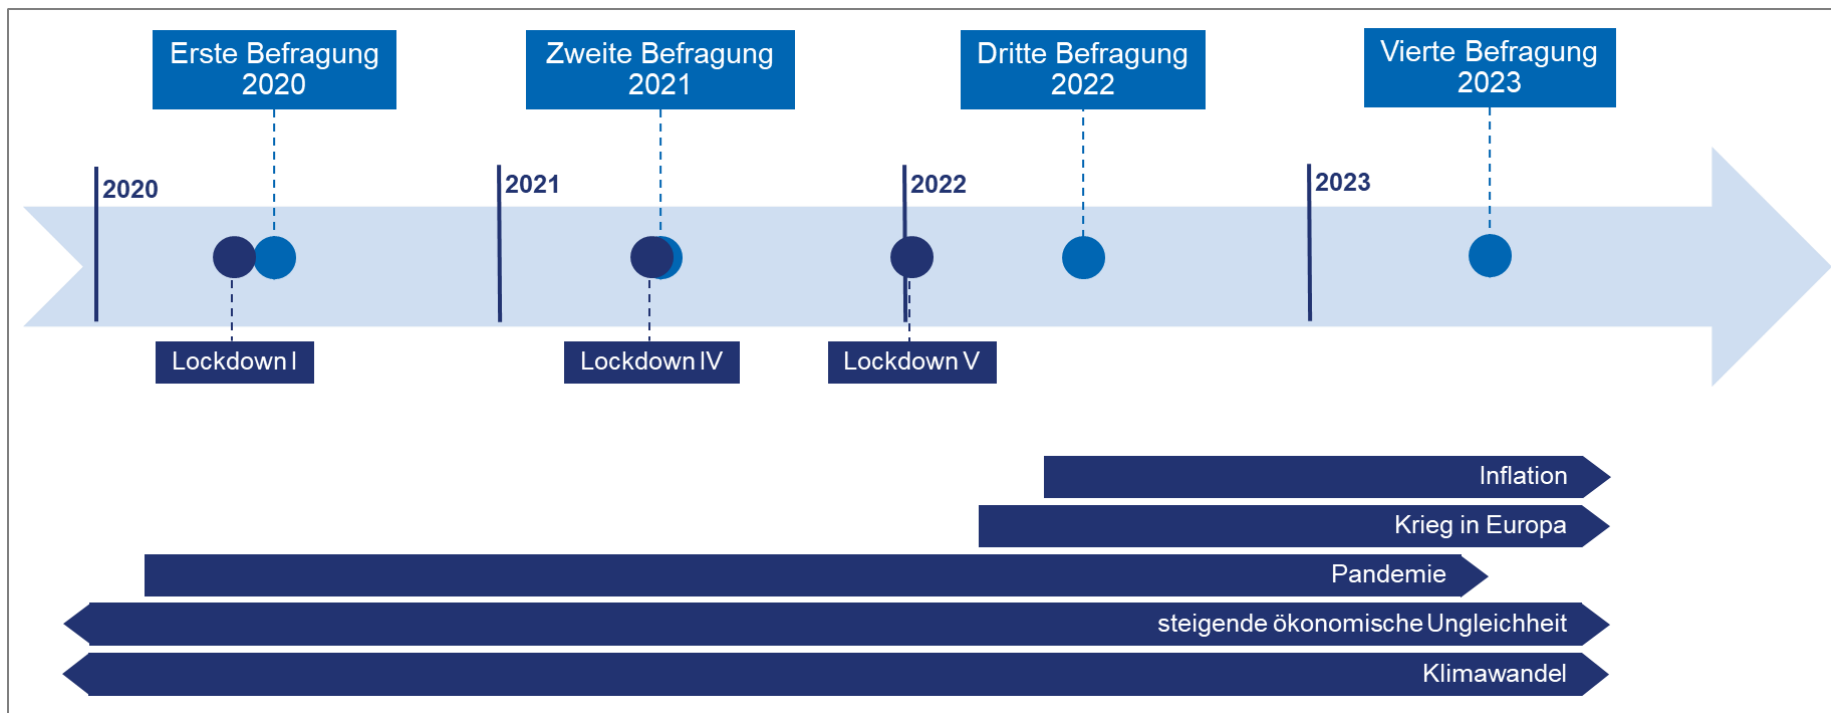 Erste Befragung
2020
Zweite Befragung
2021
Dritte Befragung
2022
Vierte Befragung
2023
2020
2021
2022
2023
Lockdown I
Lockdown IV
Lockdown V
Inflation
Krieg in Europa
Pandemie
steigende ökonomische Ungleichheit
Klimawandel